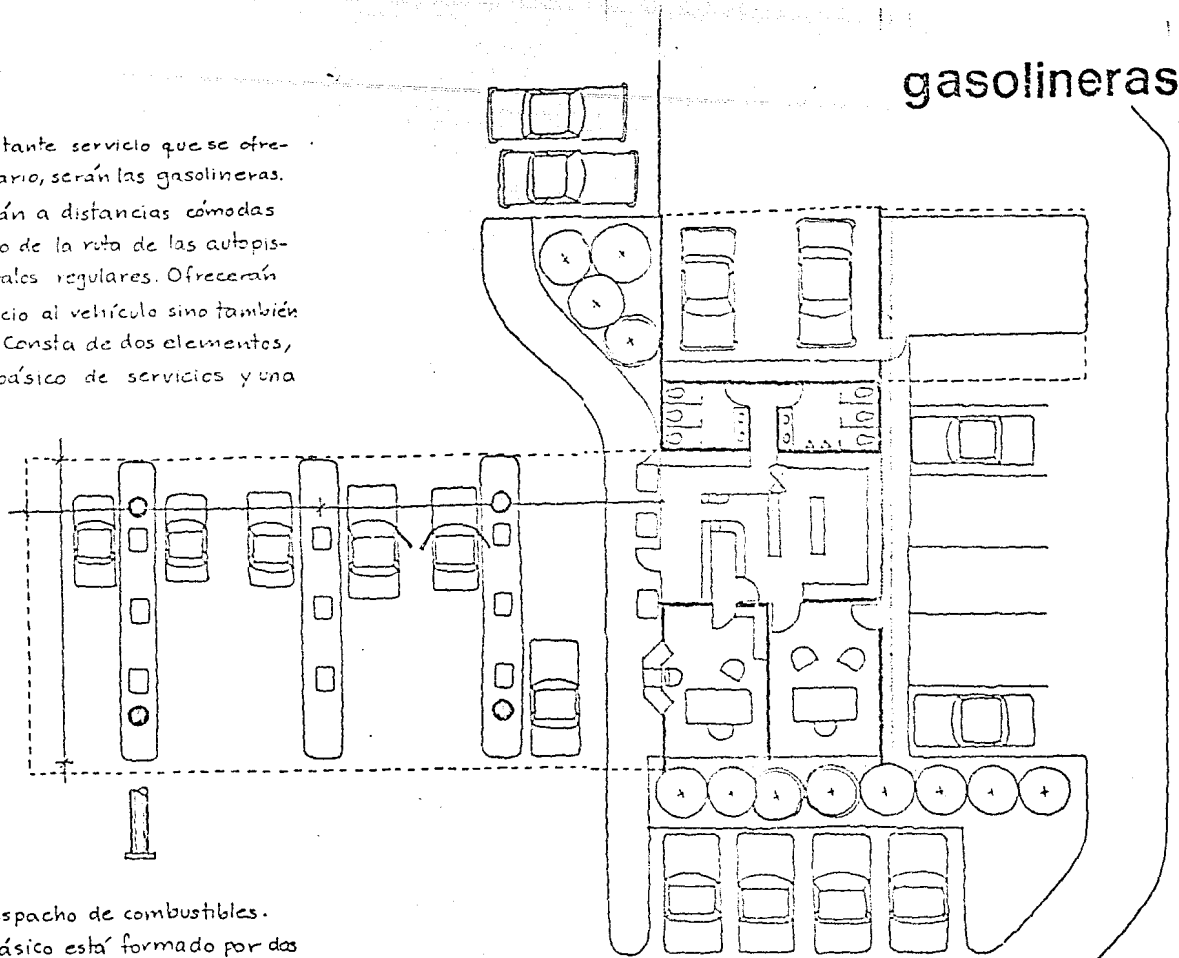 gasolineras
tante servicio que se ofre-
ario, serán las gasolineras.
án a distancias cómodas
o de la ruta de las autopis-
ales regulares. Ofrecerán
cio al vehículo sino también
Consta de dos elementos,
básico de servicios y una
spacho de combustibles.
ásico está formado por dos